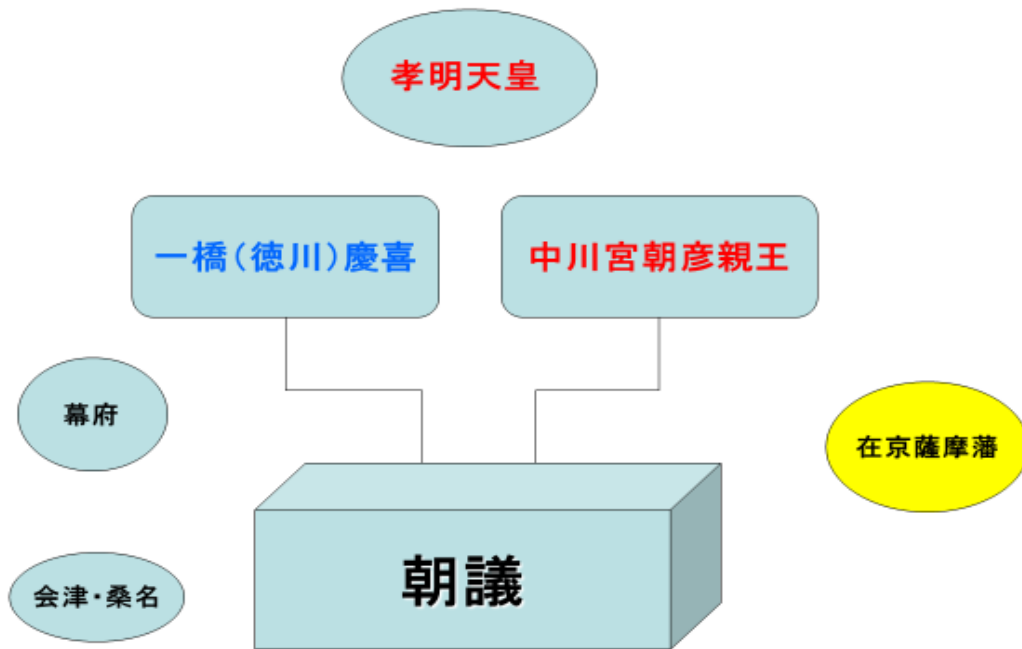 孝明天皇
一橋(徳川)慶喜
中川宮朝彦親王
幕府
在京薩摩藩
会津・桑名
朝議